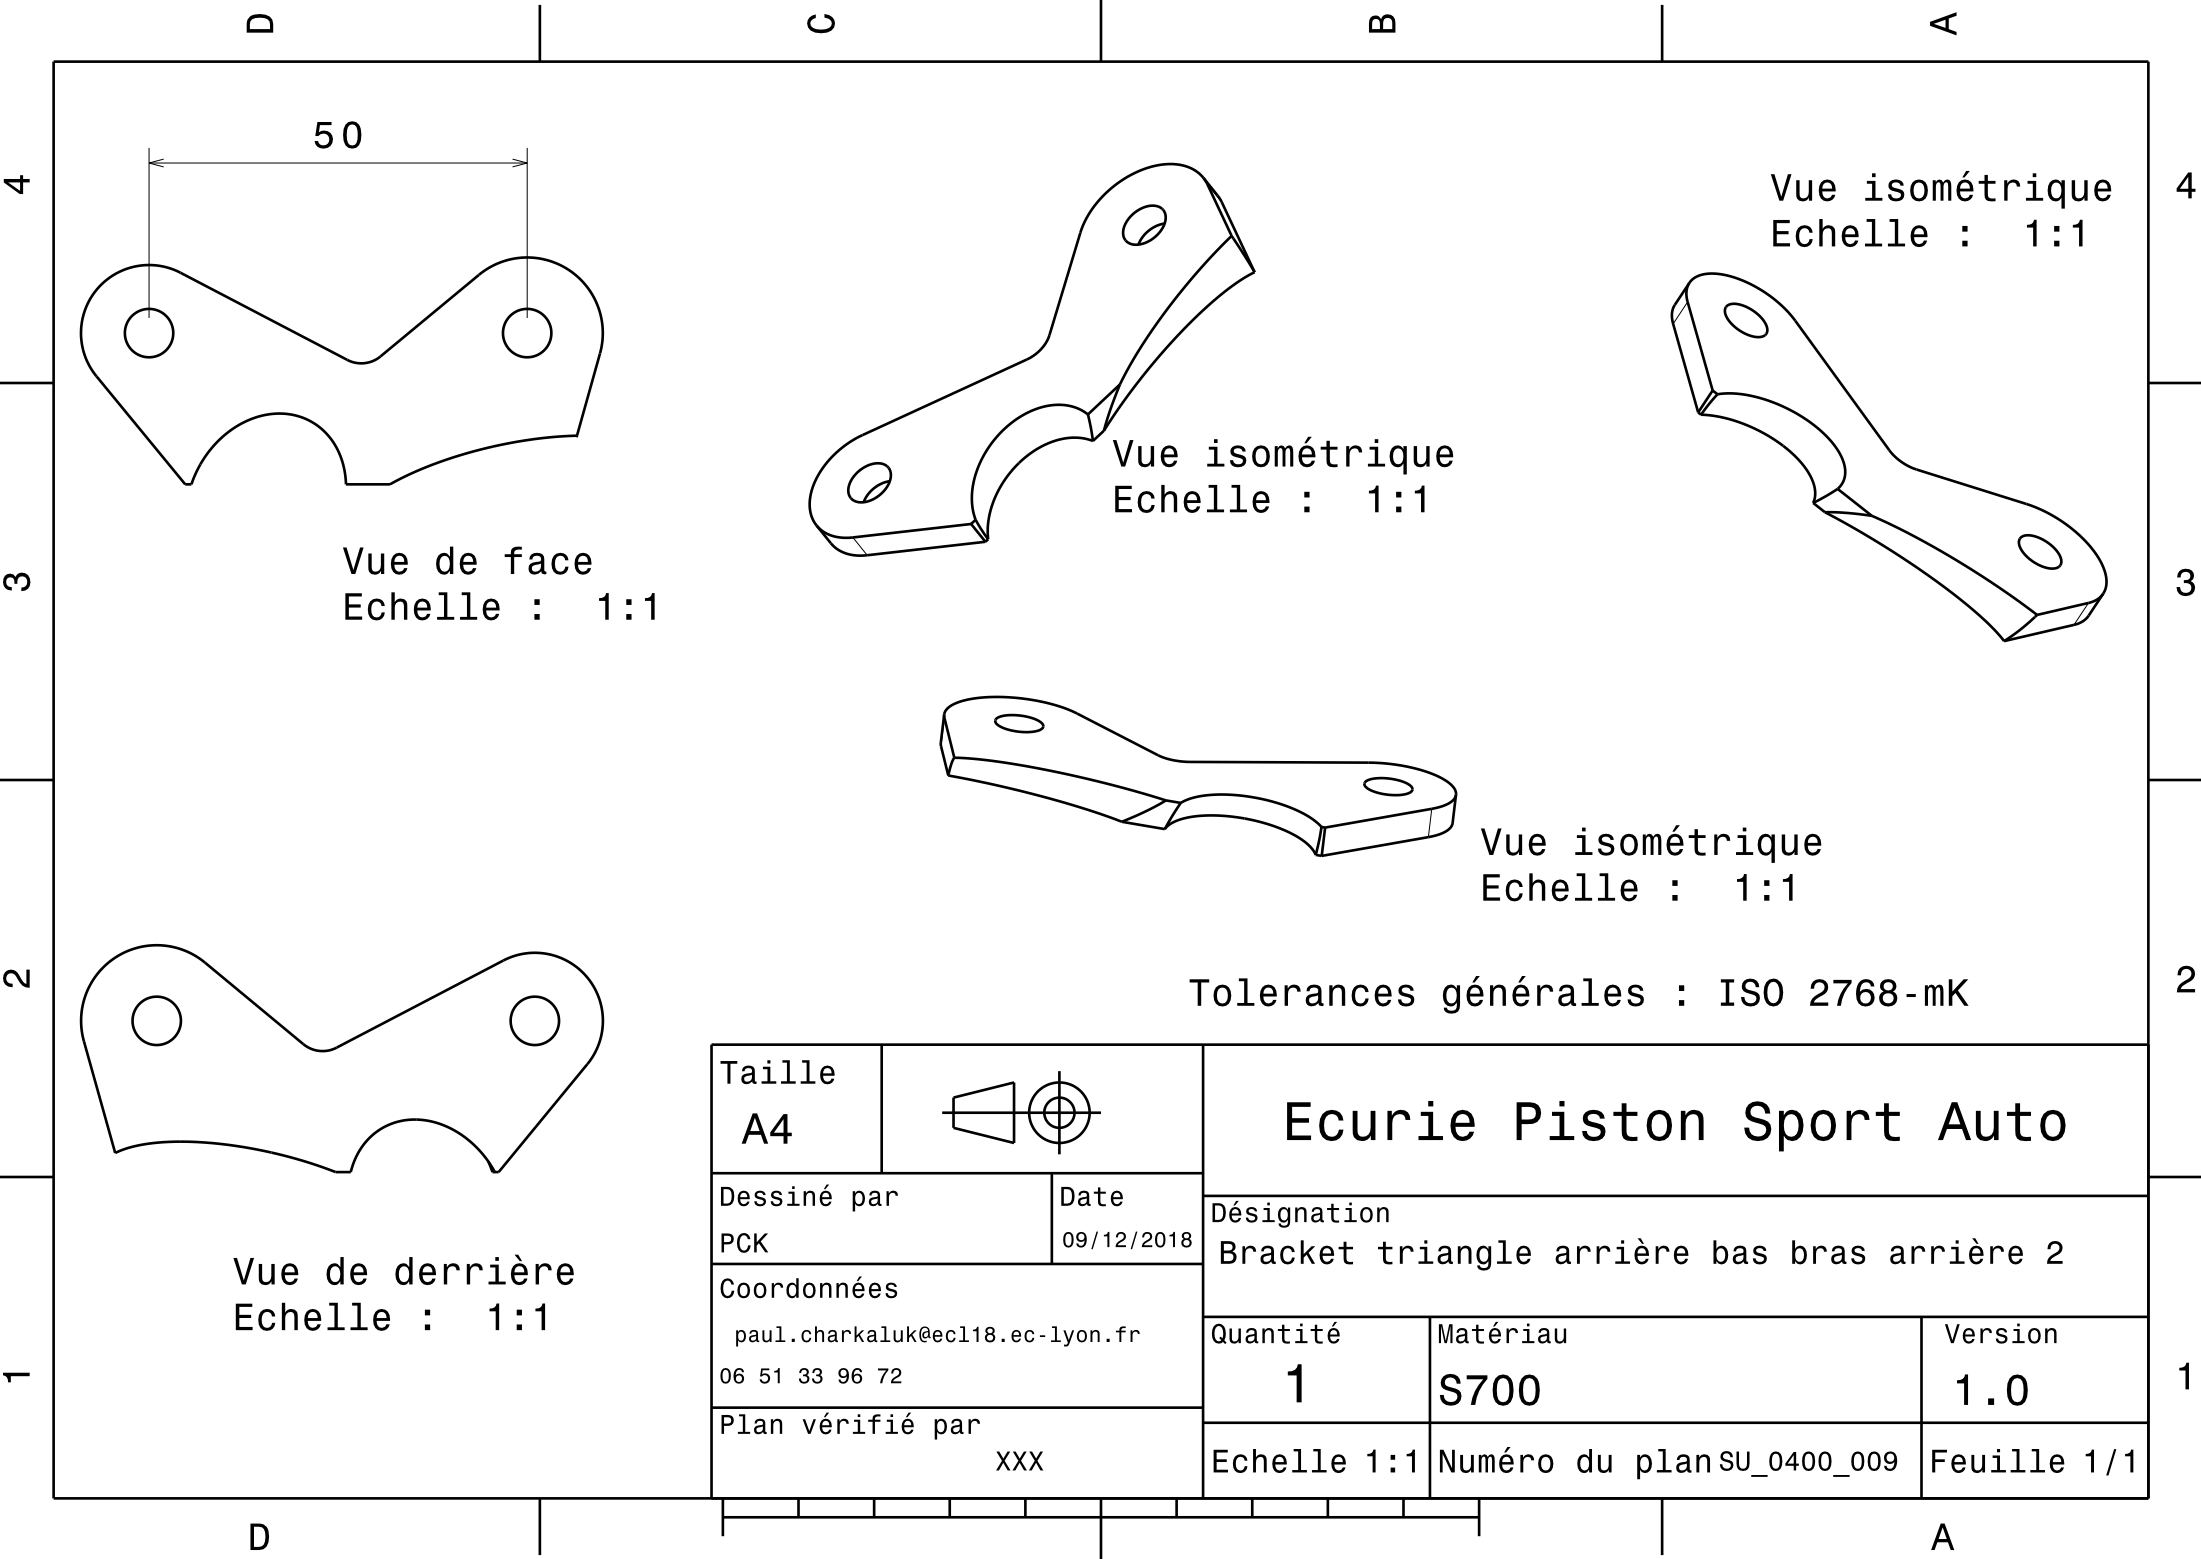 D C B A
4
50
Vue isométrique
Echelle : 1:1
4
Vue isométrique
Echelle : 1:1
3
Vue de face
Echelle : 1:1
3
Vue isométrique
Echelle : 1:1
2
Tolerances générales : ISO 2768-mK
2
Taille
A4
Ecurie Piston Sport Auto
Dessiné par
PCK
Date
09/12/2018
Désignation
Bracket triangle arrière bas bras arrière 2
Vue de derrière
Echelle : 1:1
Coordonnées
paul.charkaluk@ecl18.ec-lyon.fr
06 51 33 96 72
Quantité
1
Matériau
S700
Version
1.0
1
1
Plan vérifié par
XXX
Echelle 1:1
Numéro du plan SU_0400_009
Feuille 1/1
D A